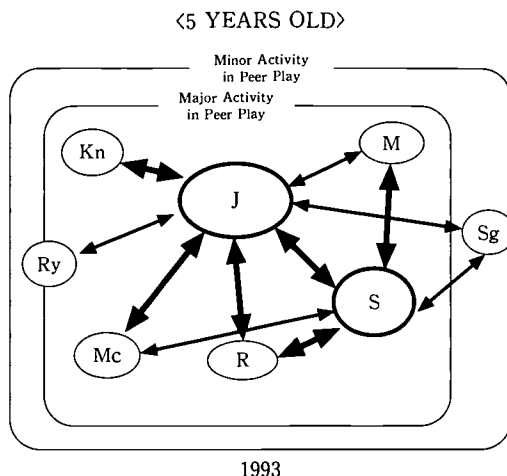 <5 YEARS OLD>
Minor Activity
in Peer Play
Major Activity
in Peer Play
Kn
M
J
Sg
Ry
S
Mc
R
1993